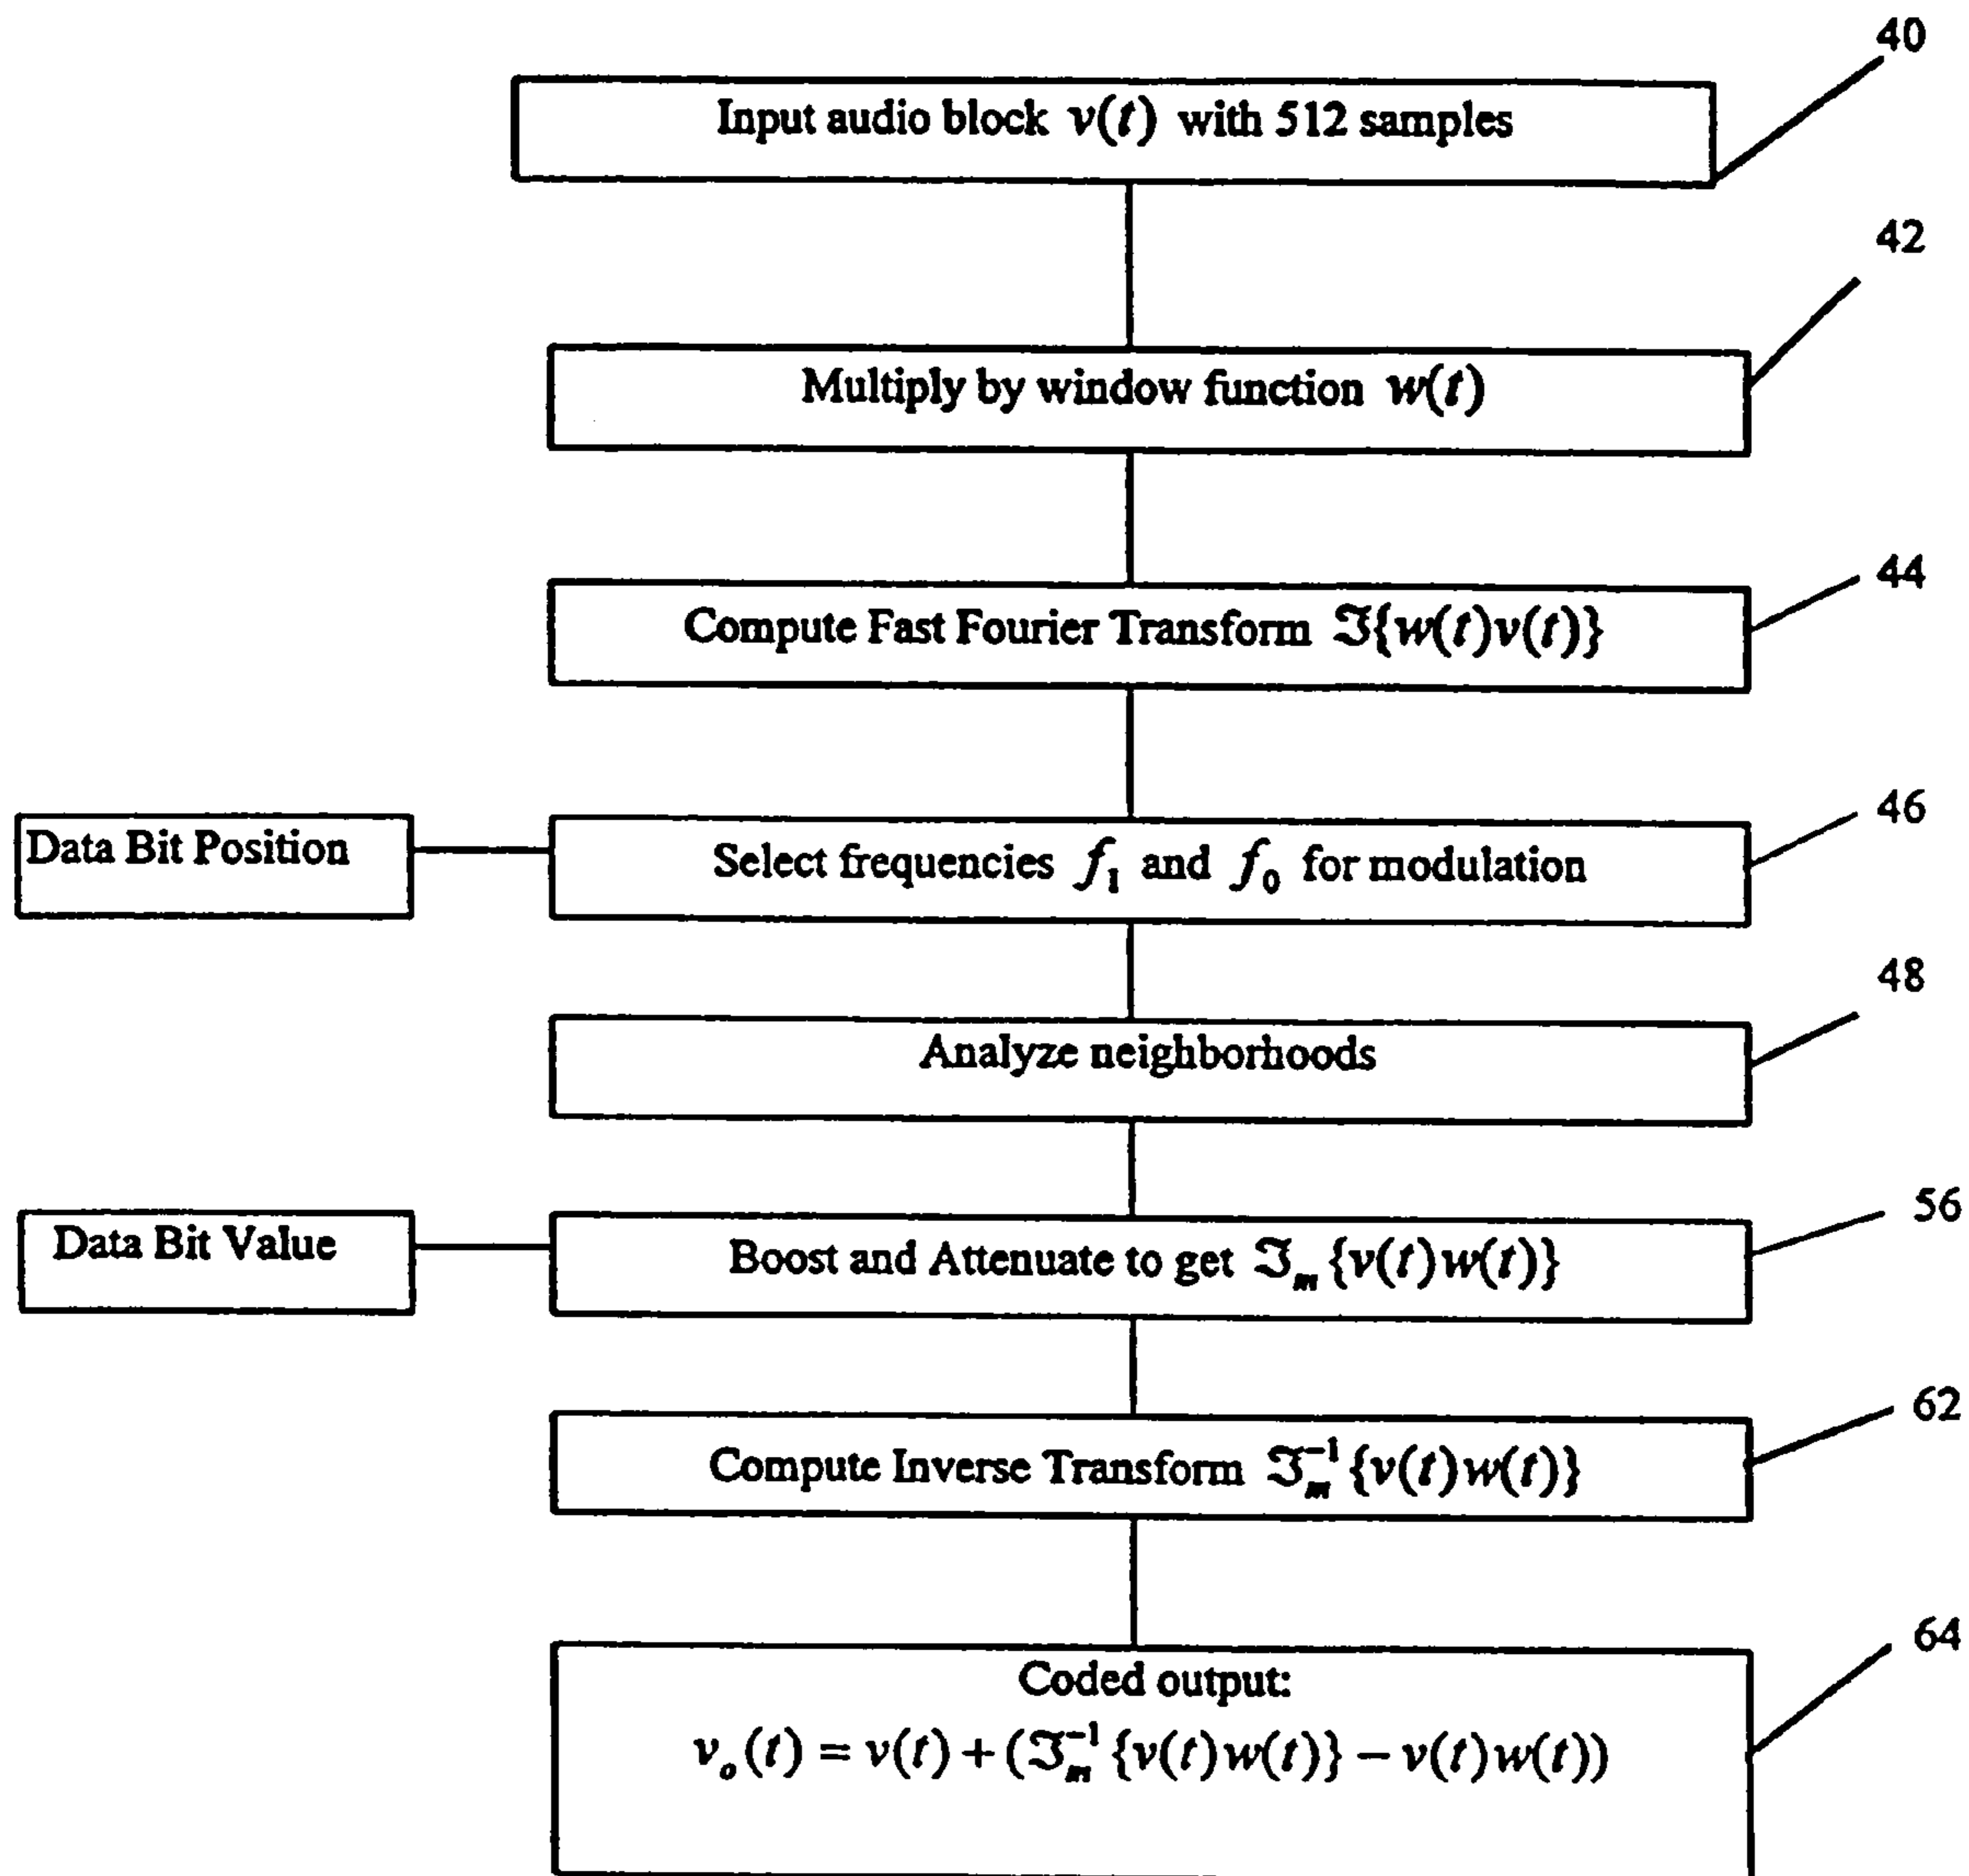 40
Input audio block v(t) with 512 samples
42
Multiply by window function w(t)
44
Compute Fast Fourier Transform ℑ{w(t)v(t)}
46
Data Bit Position
Select frequencies f₁ and f₀ for modulation
48
Analyze neighborhoods
56
Data Bit Value
Boost and Attenuate to get ℑₘ{v(t)w(t)}
62
Compute Inverse Transform ℑₘ⁻¹{v(t)w(t)}
64
Coded output:
vₒ(t) = v(t) + (ℑₘ⁻¹{v(t)w(t)} − v(t)w(t))